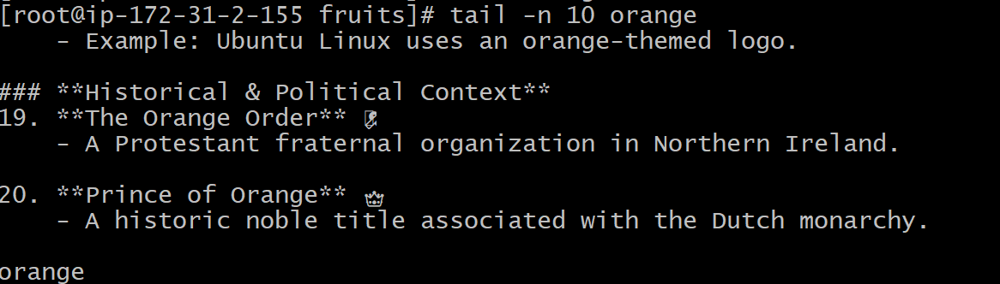 [root@ip-172-31-2-155 fruits]# tail -n 10 orange
    - Example: Ubuntu Linux uses an orange-themed logo.

### **Historical & Political Context**
19. **The Orange Order**
    - A Protestant fraternal organization in Northern Ireland.

20. **Prince of Orange** 👑
    - A historic noble title associated with the Dutch monarchy.

orange